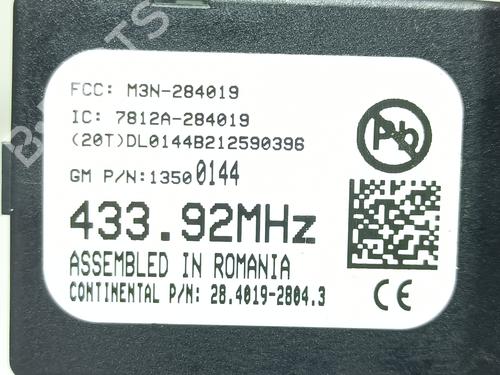 FCC: M3N-284019
IC: 7812A-284019
(20T)DL0144B212590396
GM P/N:13500144
433.92MHz
ASSEMBLED IN ROMANIA
CONTINENTAL P/N: 28.4019-2804.3
Pb
CE